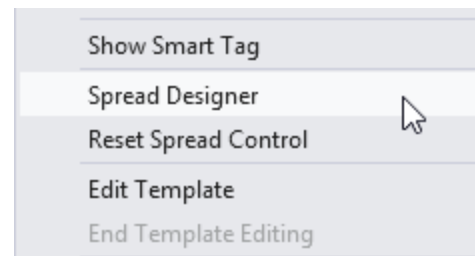 Show Smart Tag
Spread Designer
Reset Spread Control
Edit Template
End Template Editing